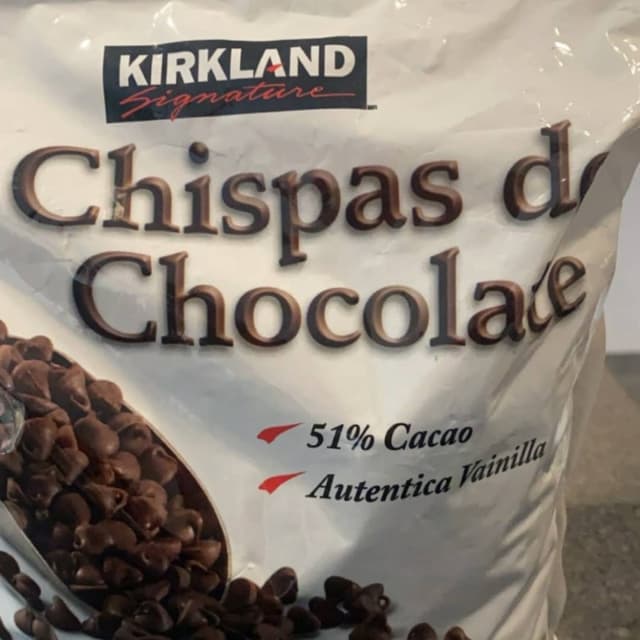 KIRKLAND
Signature
Chispas de
Chocolate
51% Cacao
Autentica Vainilla